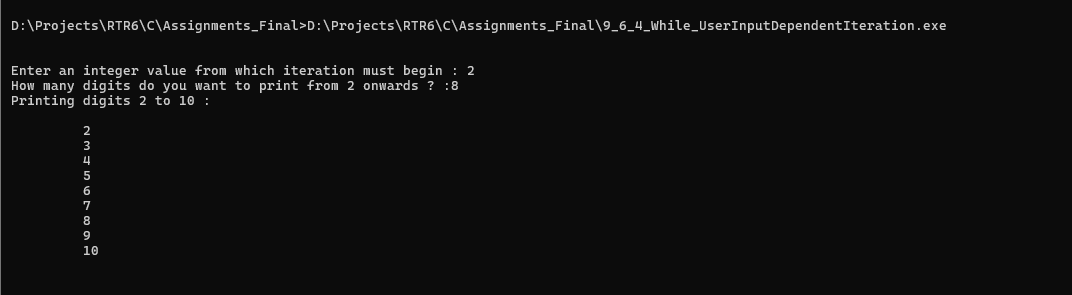 D:\Projects\RTR6\C\Assignments_Final>D:\Projects\RTR6\C\Assignments_Final\9_6_4_While_UserInputDependentIteration.exe
Enter an integer value from which iteration must begin : 2
How many digits do you want to print from 2 onwards ? :8
Printing digits 2 to 10 :
2
3
4
5
6
7
8
9
10